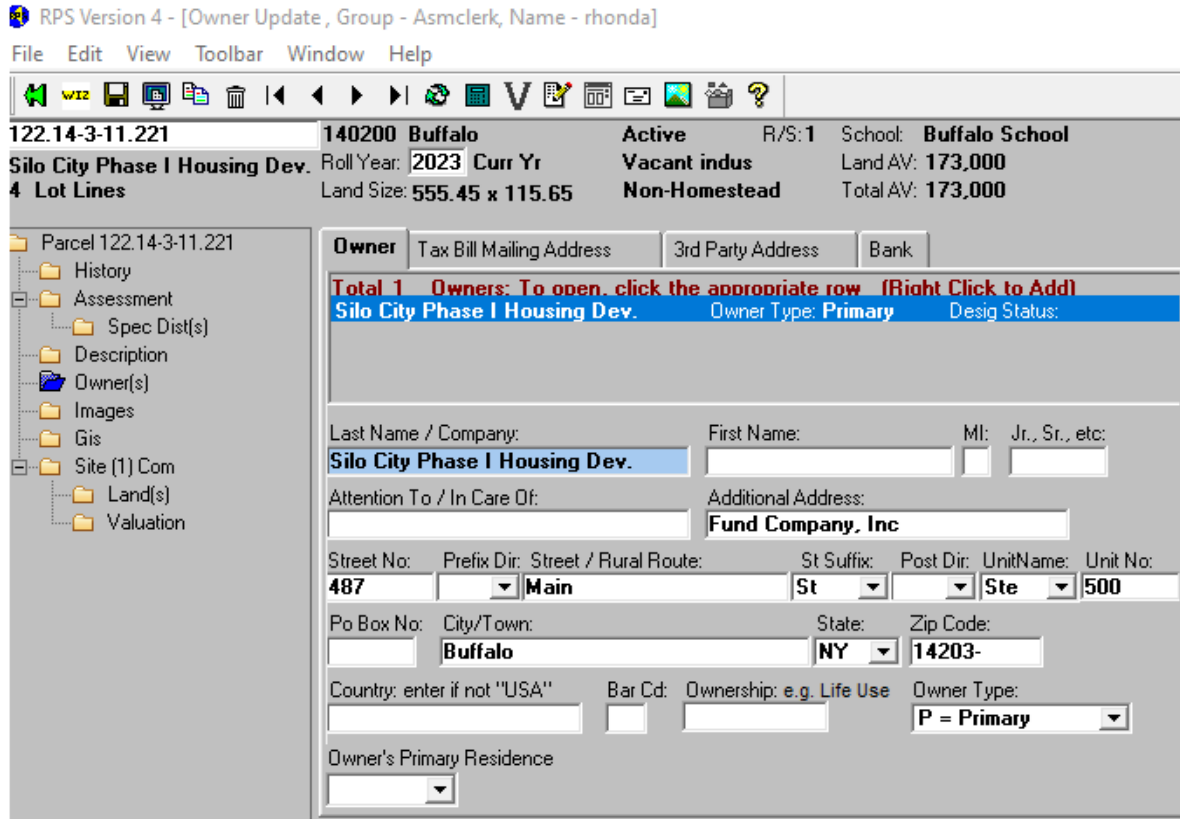 RPS Version 4 - [Owner Update , Group - Asmclerk, Name - rhonda]
File Edit View Toolbar Window Help
WIZ
122.14-3-11.221 140200 Buffalo Active R/S: 1 School: Buffalo School
Silo City Phase I Housing Dev. Roll Year: 2023 Curr Yr Vacant indus Land AV: 173,000
4 Lot Lines Land Size: 555.45 x 115.65 Non-Homestead Total AV: 173,000
Parcel 122.14-3-11.221
History
Assessment
Spec Dist(s)
Description
Owner(s)
Images
Gis
Site (1) Com
Land(s)
Valuation
Owner Tax Bill Mailing Address 3rd Party Address Bank
Total 1 Owners: To open, click the appropriate row (Right Click to Add)
Silo City Phase I Housing Dev. Owner Type: Primary Desig Status:
Last Name / Company: First Name: MI: Jr., Sr., etc:
Silo City Phase I Housing Dev.
Attention To / In Care Of: Additional Address:
Fund Company, Inc
Street No: Prefix Dir: Street / Rural Route: St Suffix: Post Dir: UnitName: Unit No:
487 Main St Ste 500
Po Box No: City/Town: State: Zip Code:
Buffalo NY 14203-
Country: enter if not "USA" Bar Cd: Ownership: e.g. Life Use Owner Type:
P = Primary
Owner's Primary Residence